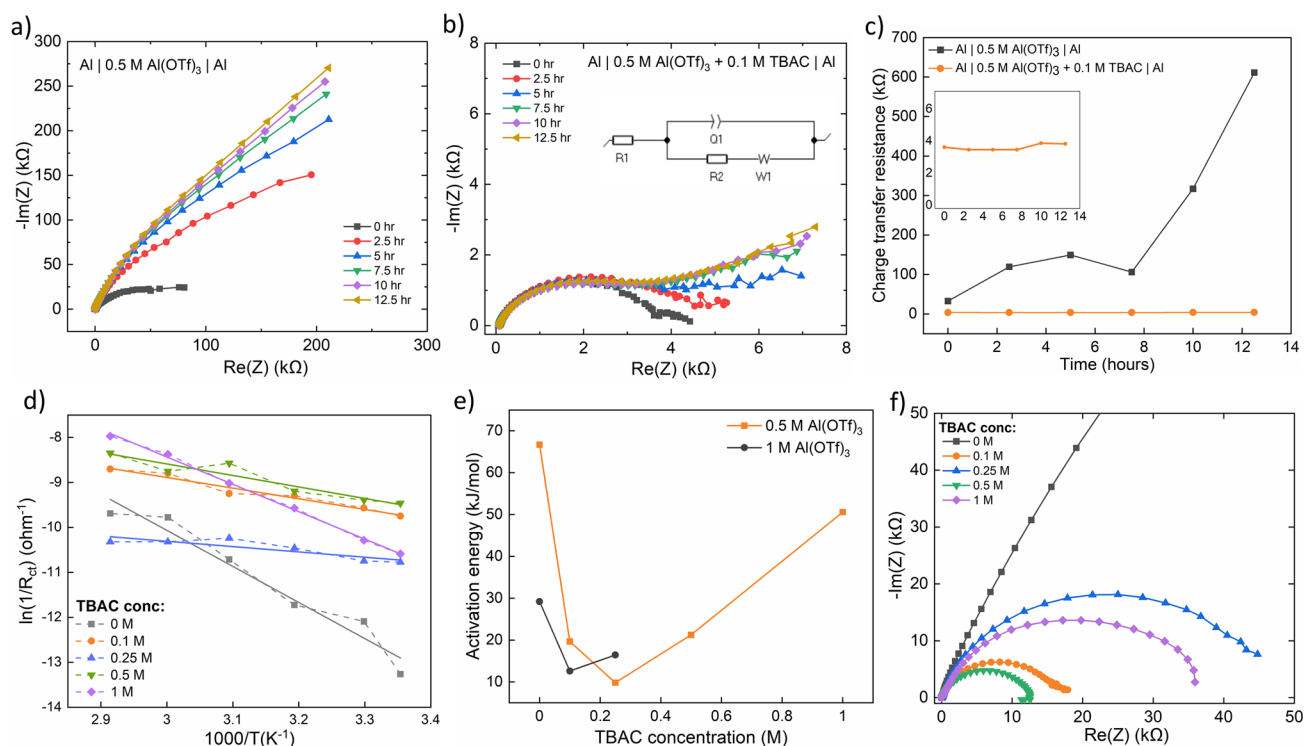 a)
Al | 0.5 M Al(OTf)3 | Al
-Im(Z) (kΩ)
300
250
200
150
100
50
0
0 hr
2.5 hr
5 hr
7.5 hr
10 hr
12.5 hr
0
100
200
300
Re(Z) (kΩ)
b)
Al | 0.5 M Al(OTf)3 + 0.1 M TBAC | Al
-Im(Z) (kΩ)
-8
-6
-4
-2
0
0 hr
2.5 hr
5 hr
7.5 hr
10 hr
12.5 hr
Q1
R1
R2
W
W1
0
2
4
6
8
Re(Z) (kΩ)
c)
Al | 0.5 M Al(OTf)3 | Al
Al | 0.5 M Al(OTf)3 + 0.1 M TBAC | Al
Charge transfer resistance (kΩ)
700
600
500
400
300
200
100
0
6
4
2
0
0 2 4 6 8 10 12 14
0
2
4
6
8
10
12
14
Time (hours)
d)
ln(1/Rct) (ohm-1)
-8
-9
-10
-11
-12
-13
-14
TBAC conc:
0 M
0.1 M
0.25 M
0.5 M
1 M
2.9
3
3.1
3.2
3.3
3.4
1000/T(K-1)
e)
0.5 M Al(OTf)3
1 M Al(OTf)3
Activation energy (kJ/mol)
70
60
50
40
30
20
10
0
0
0.2
0.4
0.6
0.8
1
TBAC concentration (M)
f)
TBAC conc:
0 M
0.1 M
0.25 M
0.5 M
1 M
-Im(Z) (kΩ)
-50
-40
30
20
10
0
0
10
20
30
40
50
Re(Z) (kΩ)